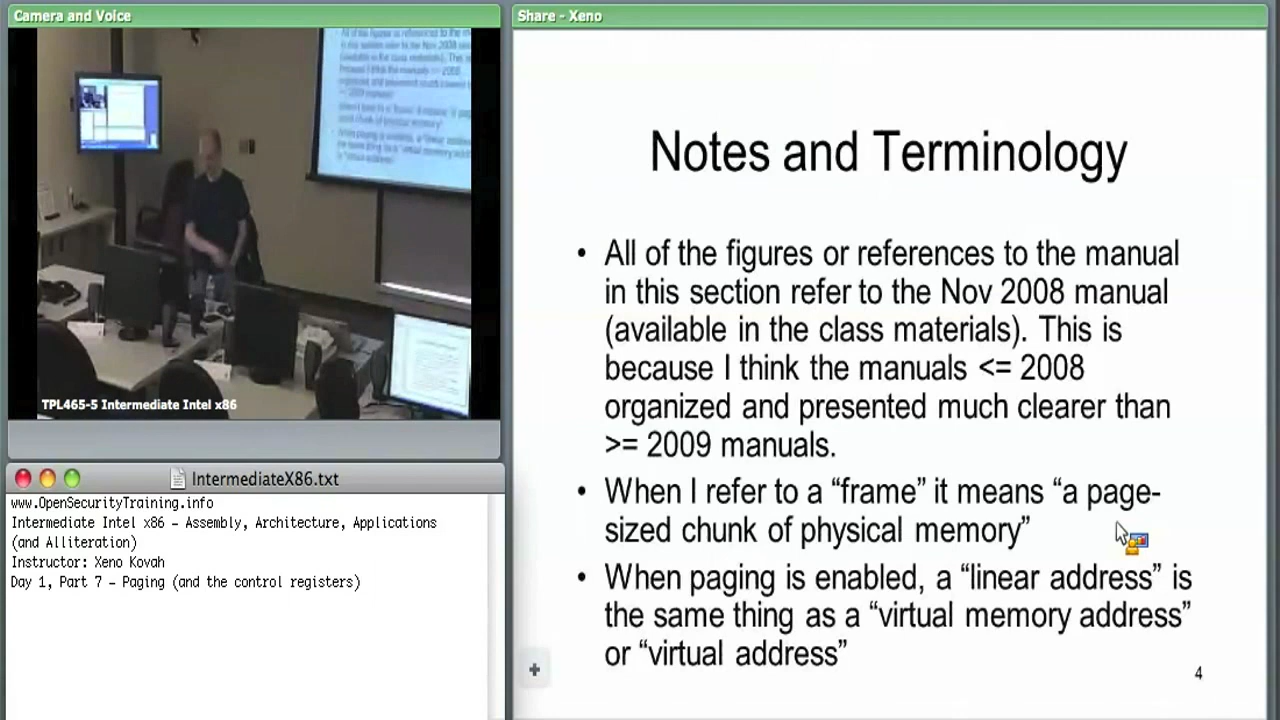 Camera and Voice
TPL465-5 Intermediate Intel x86
IntermediateX86.txt
www.OpenSecurityTraining.info
Intermediate Intel x86 – Assembly, Architecture, Applications
(and Alliteration)
Instructor: Xeno Kovah
Day 1, Part 7 – Paging (and the control registers)
Share - Xeno
Notes and Terminology
• All of the figures or references to the manual
in this section refer to the Nov 2008 manual
(available in the class materials). This is
because I think the manuals <= 2008
organized and presented much clearer than
>= 2009 manuals.
• When I refer to a “frame” it means “a page-
sized chunk of physical memory”
• When paging is enabled, a “linear address” is
the same thing as a “virtual memory address”
or “virtual address”
4